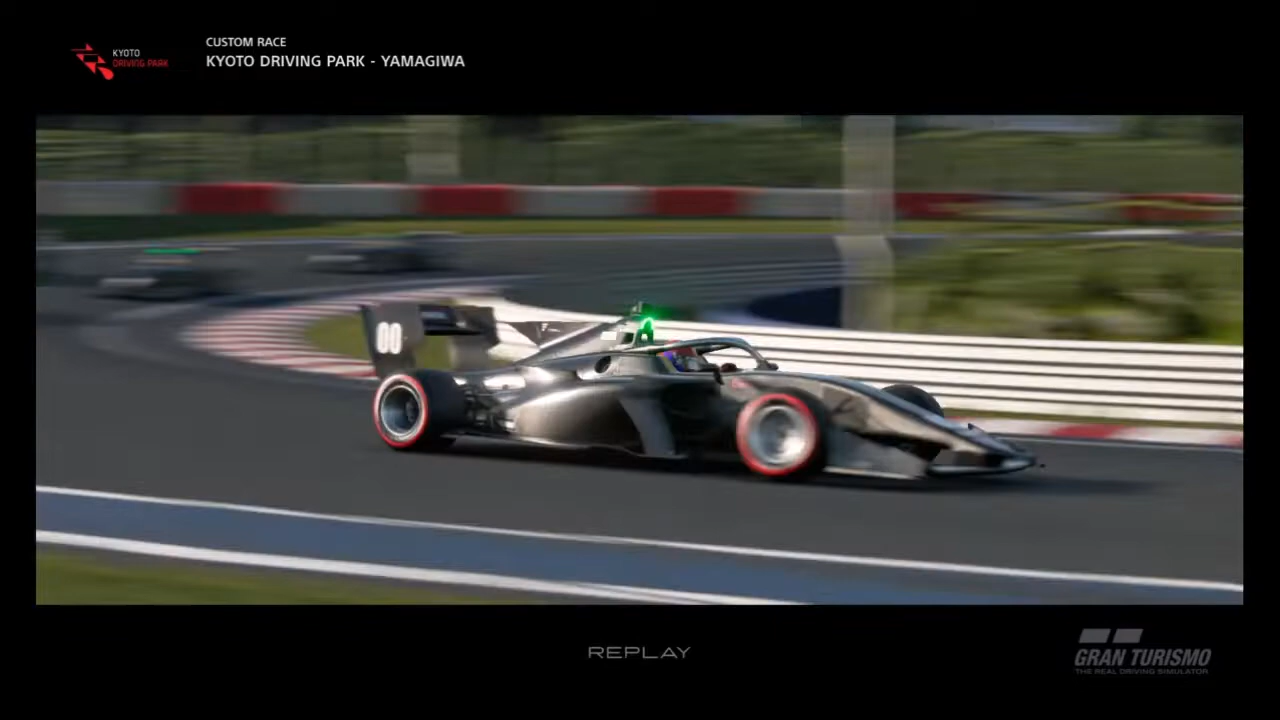 KYOTO
DRIVING PARK
CUSTOM RACE
KYOTO DRIVING PARK - YAMAGIWA
00
REPLAY
GRAN TURISMO
THE REAL DRIVING SIMULATOR